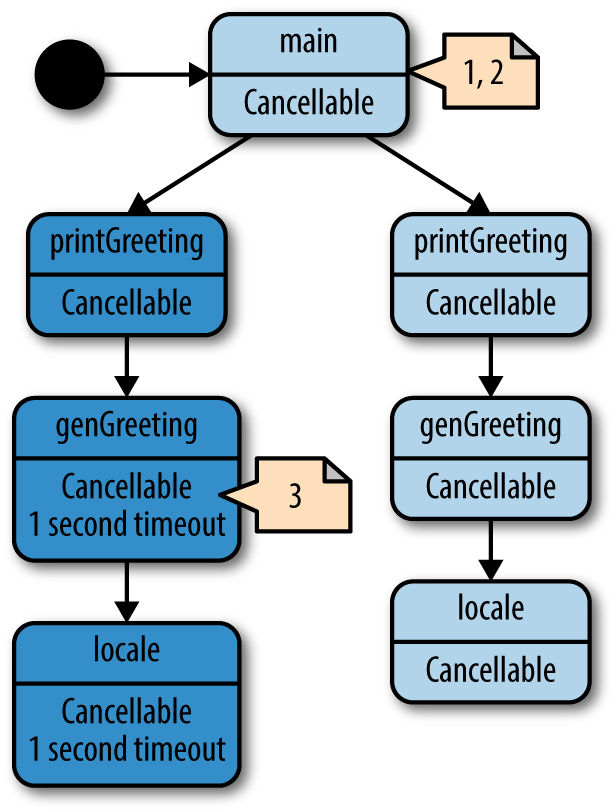 main
Cancellable
1, 2
printGreeting
Cancellable
printGreeting
Cancellable
genGreeting
Cancellable
1 second timeout
3
genGreeting
Cancellable
locale
Cancellable
1 second timeout
locale
Cancellable